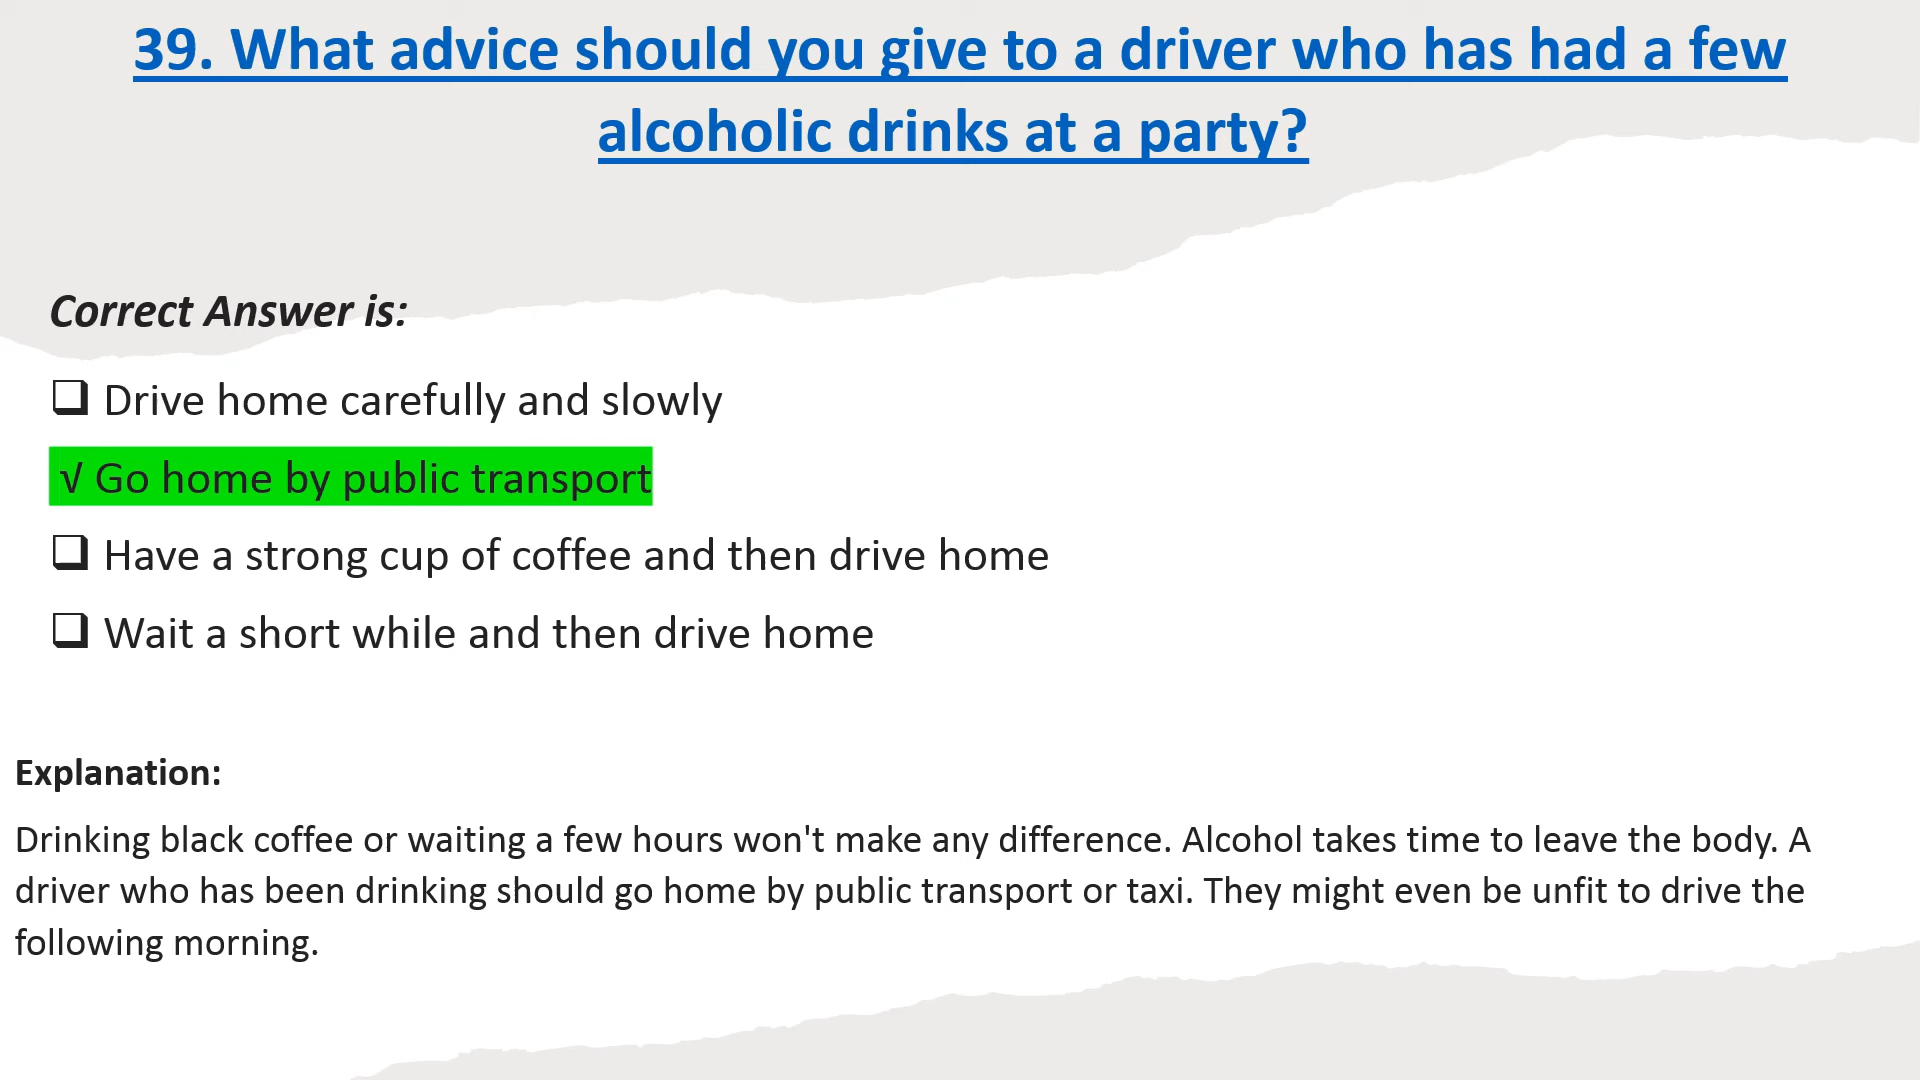 39. What advice should you give to a driver who has had a few
alcoholic drinks at a party?
Correct Answer is:
❑ Drive home carefully and slowly
√ Go home by public transport
❑ Have a strong cup of coffee and then drive home
❑ Wait a short while and then drive home
Explanation:
Drinking black coffee or waiting a few hours won't make any difference. Alcohol takes time to leave the body. A
driver who has been drinking should go home by public transport or taxi. They might even be unfit to drive the
following morning.